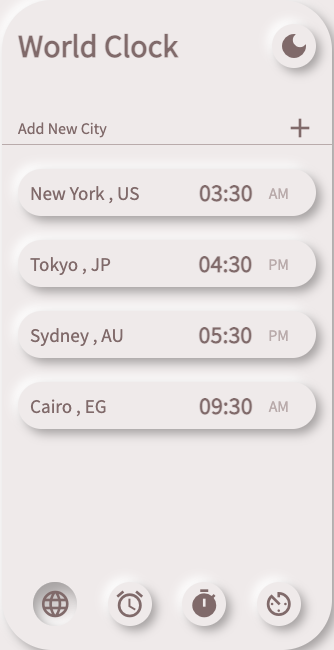 World Clock
Add New City
New York , US 03:30 AM
Tokyo , JP 04:30 PM
Sydney , AU 05:30 PM
Cairo , EG 09:30 AM